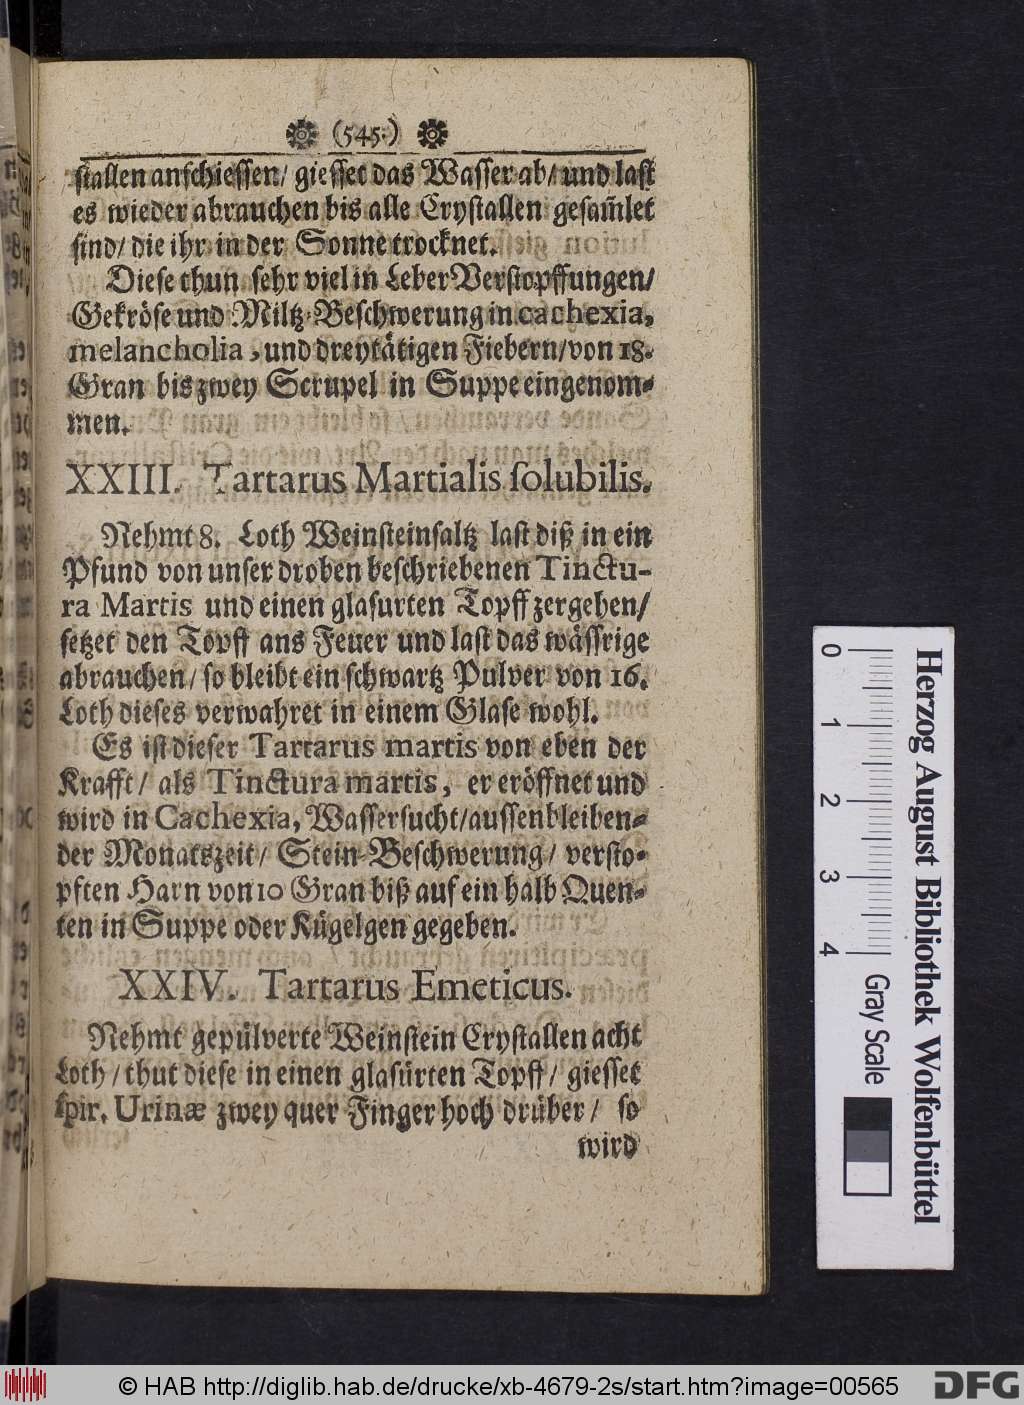 (545.)
stallen anschiessen/ giesset das Wasser ab/ und last
es wieder abrauchen bis alle Crystallen gesam̃let
sind/ die ihr in der Sonne trocknet.
Diese thun sehr viel in Leber Verstopffungen/
Gekröse und Miltz-Beschwerung in cachexia,
melancholia, und dreytätigen Fiebern/ von 18.
Gran bis zwey Scrupel in Suppe eingenom-
men.
XXIII. Tartarus Martialis ſolubilis.
Nehmt 8. Loth Weinsteinsaltz last diß in ein
Pfund von unser droben beschriebenen Tinctu-
ra Martis und einen glasurten Topff zergehen/
setzet den Topff ans Feuer und last das wässrige
abrauchen/ so bleibt ein schwartz Pulver von 16.
Loth dieses verwahret in einem Glase wohl.
Es ist dieser Tartarus martis von eben der
Krafft/ als Tinctura martis, er eröffnet und
wird in Cachexia, Wassersucht/ aussenbleiben-
der Monatszeit/ Stein-Beschwerung/ versto-
pften Harn von 10 Gran biß auf ein halb Quen-
ten in Suppe oder Kügelgen gegeben.
XXIV. Tartarus Emeticus.
Nehmt gepülverte Weinstein Crystallen acht
Loth/ thut diese in einen glasürten Topff/ giesset
ſpir. Urinæ zwey quer Finger hoch drüber/ so
wird
0 1 2 3 4
Herzog August Bibliothek Wolfenbüttel
Gray Scale
© HAB http://diglib.hab.de/drucke/xb-4679-2s/start.htm?image=00565
DFG